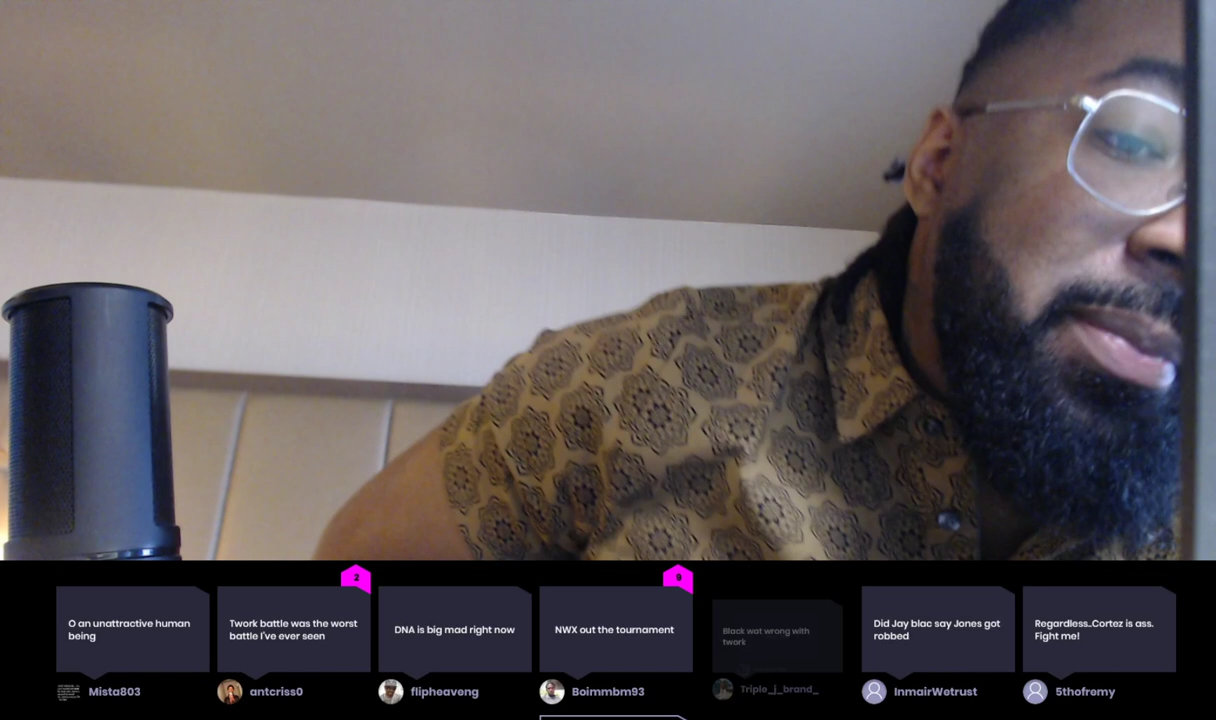 2
9
O an unattractive human
being
Twork battle was the worst
battle I've ever seen
DNA is big mad right now
NWX out the tournament
Black wat wrong with
twork
Did Jay blac say Jones got
robbed
Regardless..Cortez is ass.
Fight me!
Mista803
antcriss0
flipheaveng
Boimmbm93
Triple_j_brand_
InmairWetrust
5thofremy